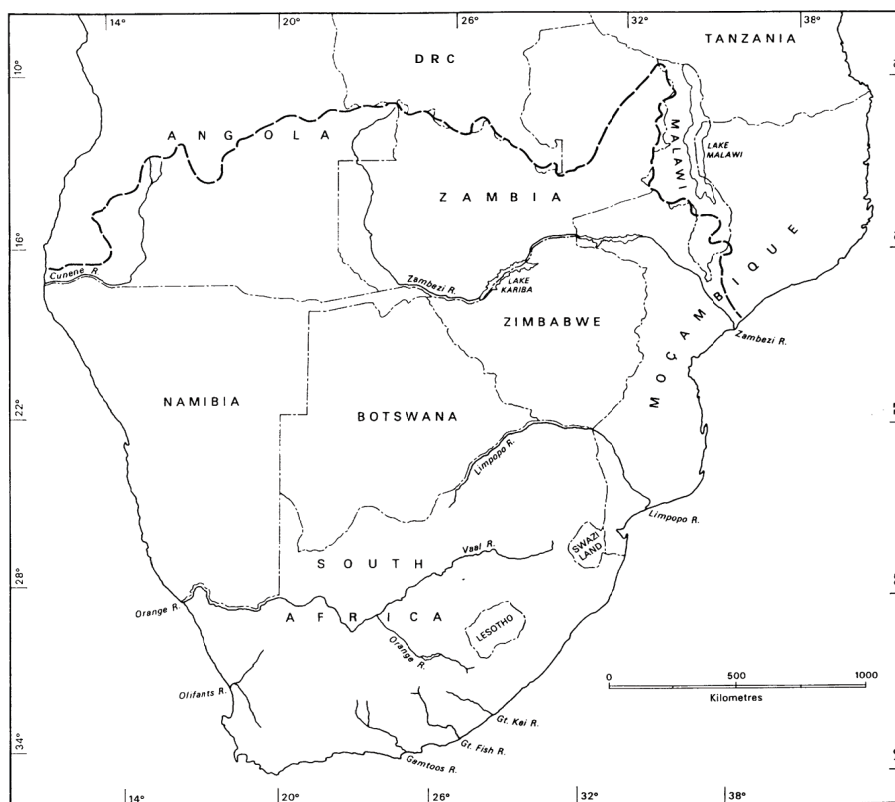 14° 20° 26° 32° 38°
TANZANIA
DRC
10°
ANGOLA
MALAWI
LAKE
MALAWI
ZAMBIA
16°
Cunene R
Zambezi R.
LAKE
KARIBA
MOÇAMBIQUE
ZIMBABWE
Zambezi R.
NAMIBIA
BOTSWANA
22°
Limpopo R.
Limpopo R.
SOUTH
Vaal R.
SWAZI
LAND
28°
Orange R.
AFRICA
LESOTHO
Orange R.
Olifants R.
0 500 1000
Kilometres
Gt. Kei R.
Gt. Fish R.
Gamtoos R.
34°
14° 20° 26° 32° 38°